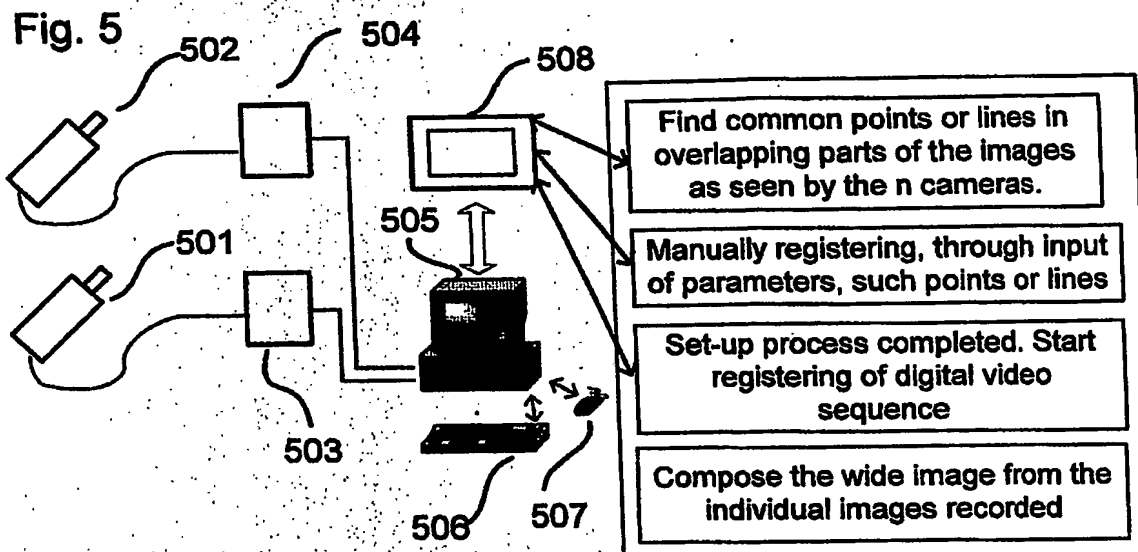 Fig. 5
502
504
508
501
505
503
506
507
Find common points or lines in
overlapping parts of the images
as seen by the n cameras.
Manually registering, through input
of parameters, such points or lines
Set-up process completed. Start
registering of digital video
sequence
Compose the wide image from the
individual images recorded